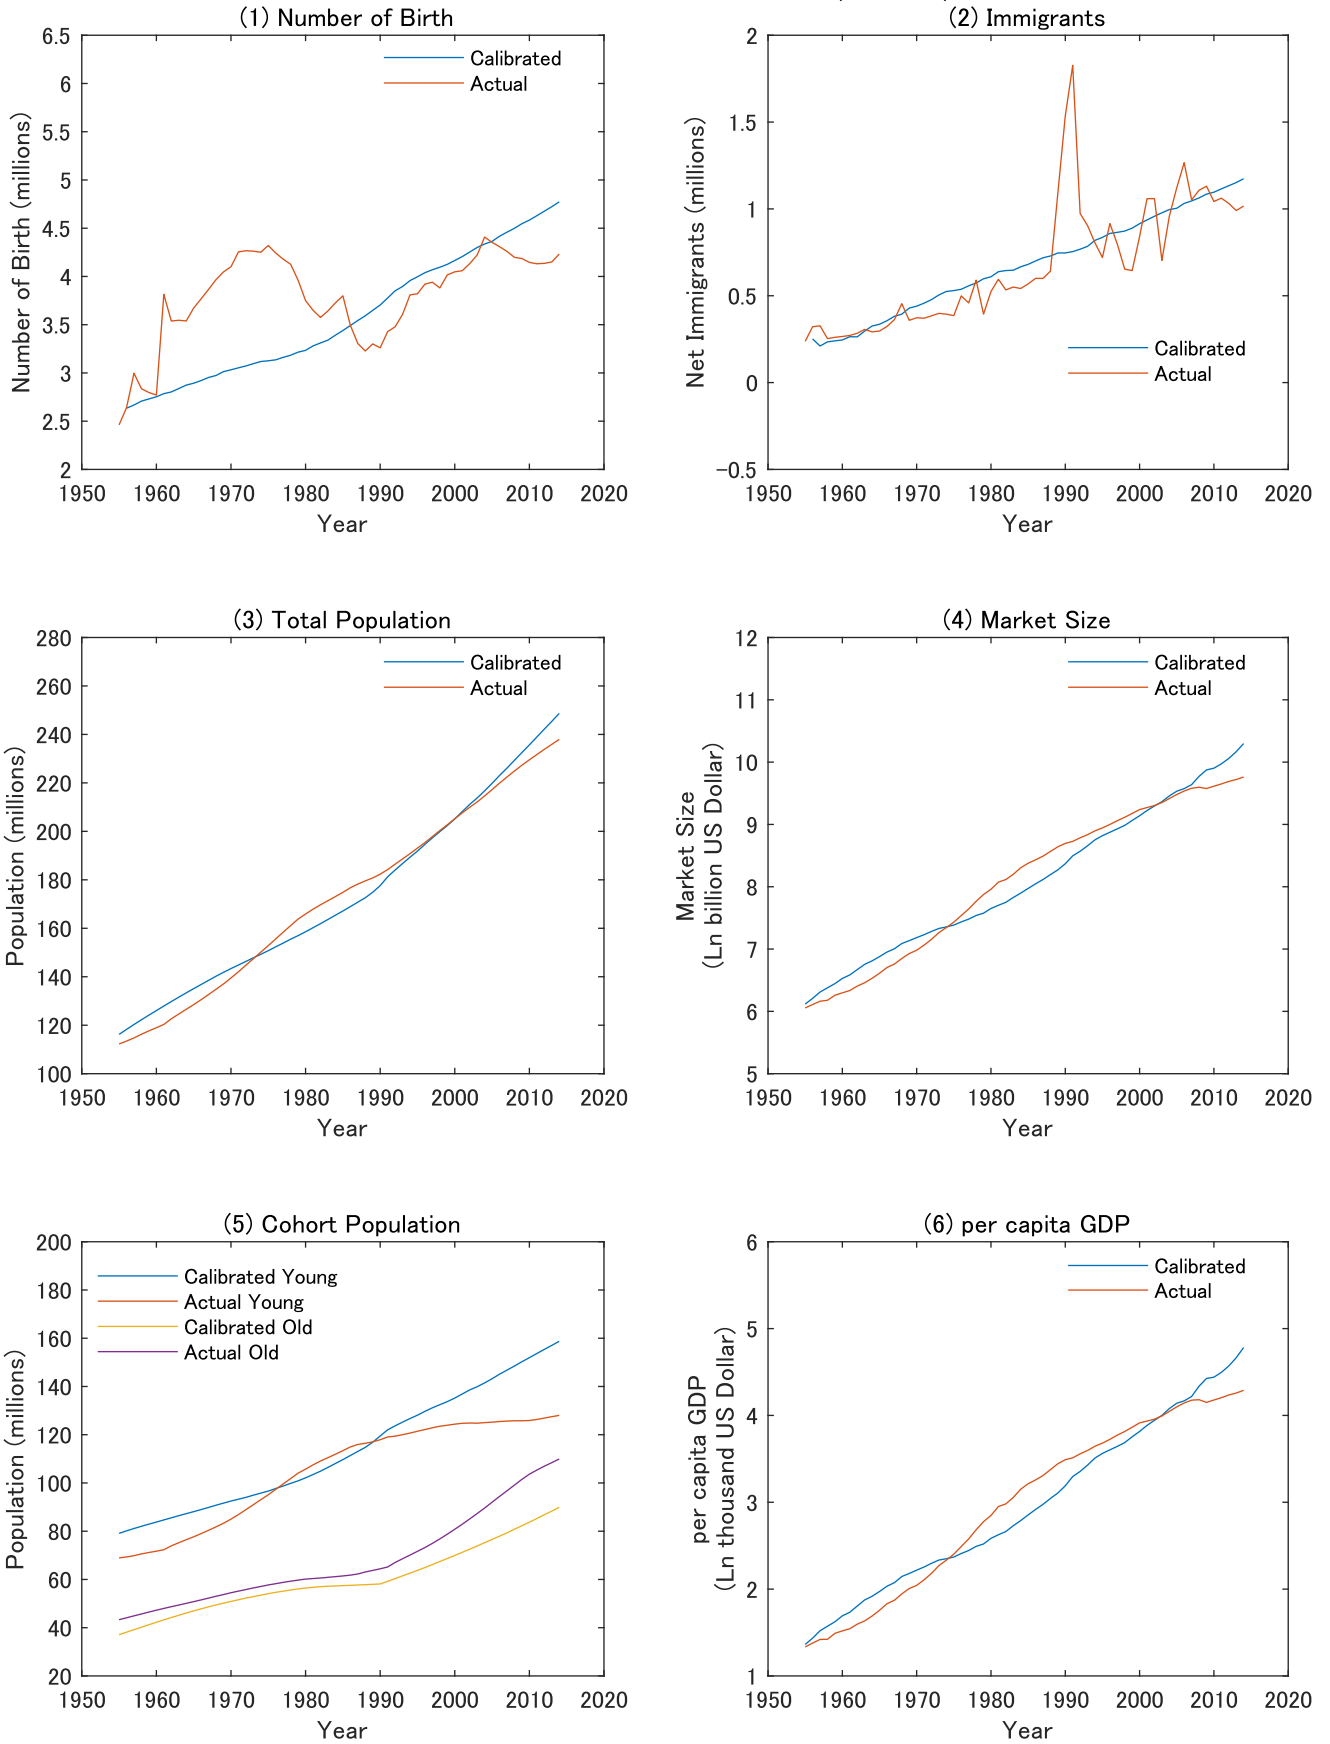 (1) Number of Birth
6.5
6
5.5
5
4.5
4
3.5
3
2.5
2
Number of Birth (millions)
Calibrated
Actual
1950 1960 1970 1980 1990 2000 2010 2020
Year
(2) Immigrants
2
1.5
1
0.5
0
−0.5
Net Immigrants (millions)
Calibrated
Actual
1950 1960 1970 1980 1990 2000 2010 2020
Year
(3) Total Population
280
260
240
220
200
180
160
140
120
100
Population (millions)
Calibrated
Actual
1950 1960 1970 1980 1990 2000 2010 2020
Year
(4) Market Size
12
11
10
9
8
7
6
5
Market Size
(Ln billion US Dollar)
Calibrated
Actual
1950 1960 1970 1980 1990 2000 2010 2020
Year
(5) Cohort Population
200
180
160
140
120
100
80
60
40
20
Population (millions)
Calibrated Young
Actual Young
Calibrated Old
Actual Old
1950 1960 1970 1980 1990 2000 2010 2020
Year
(6) per capita GDP
6
5
4
3
2
1
per capita GDP
(Ln thousand US Dollar)
Calibrated
Actual
1950 1960 1970 1980 1990 2000 2010 2020
Year